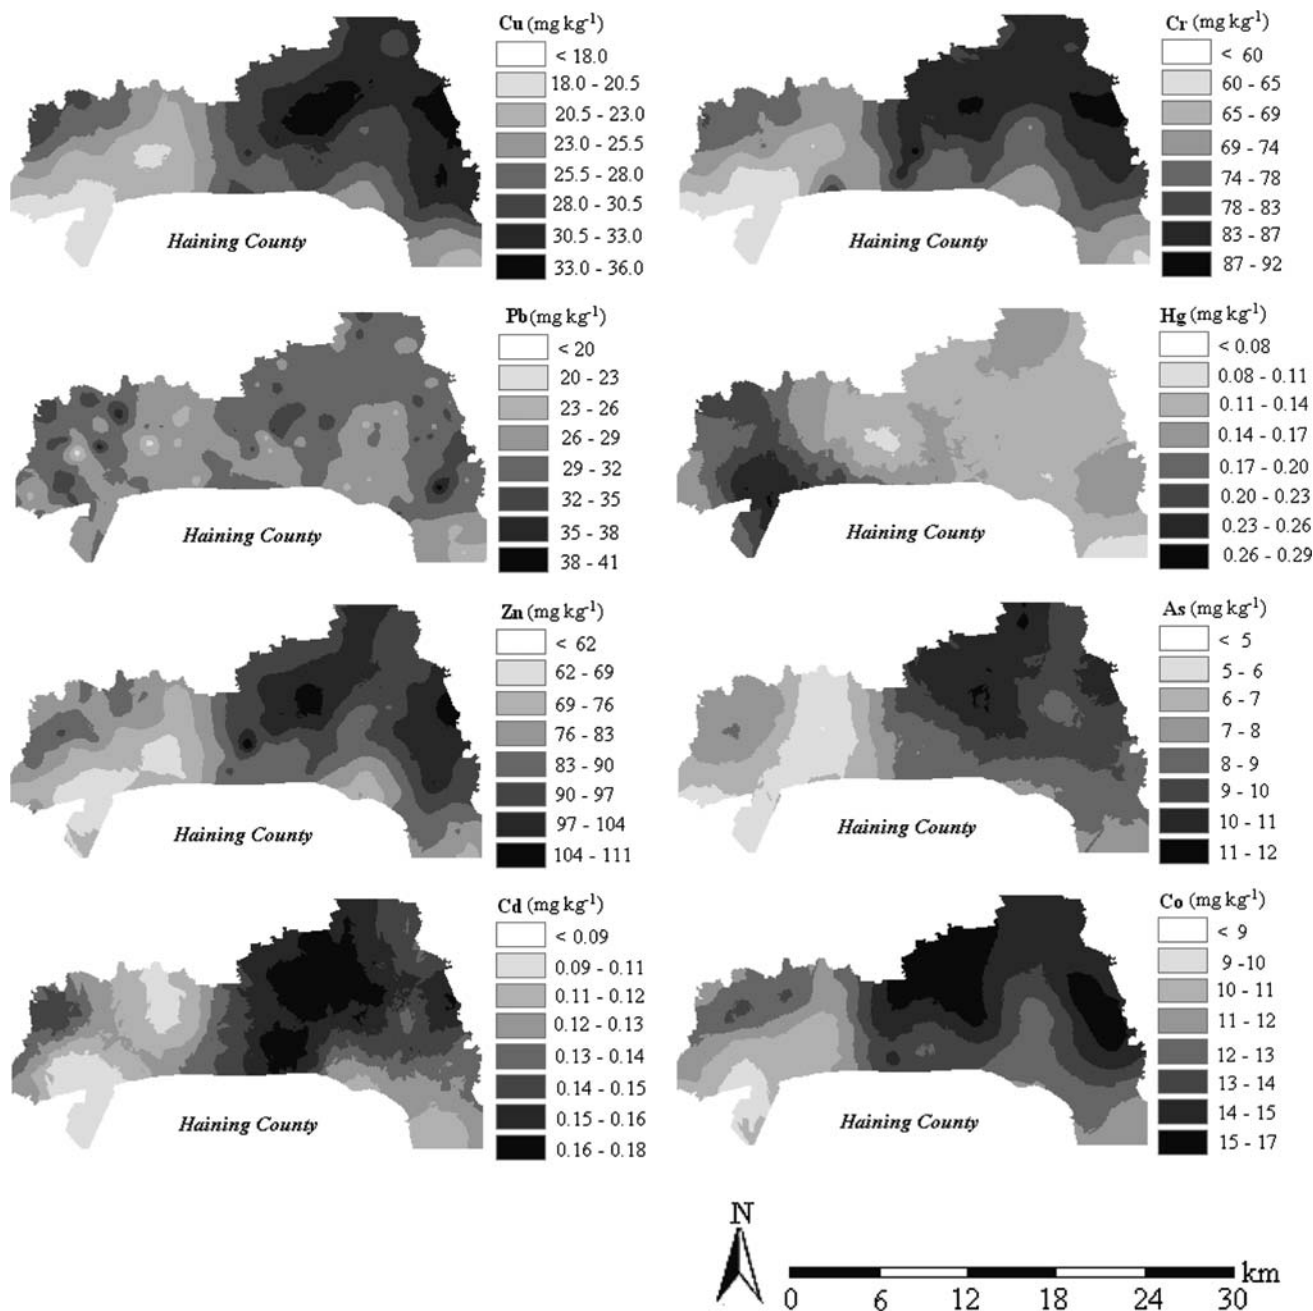 Cu (mg kg-1)
< 18.0
18.0 - 20.5
20.5 - 23.0
23.0 - 25.5
25.5 - 28.0
28.0 - 30.5
30.5 - 33.0
33.0 - 36.0
Haining County
Cr (mg kg-1)
< 60
60 - 65
65 - 69
69 - 74
74 - 78
78 - 83
83 - 87
87 - 92
Haining County
Pb (mg kg-1)
< 20
20 - 23
23 - 26
26 - 29
29 - 32
32 - 35
35 - 38
38 - 41
Haining County
Hg (mg kg-1)
< 0.08
0.08 - 0.11
0.11 - 0.14
0.14 - 0.17
0.17 - 0.20
0.20 - 0.23
0.23 - 0.26
0.26 - 0.29
Haining County
Zn (mg kg-1)
< 62
62 - 69
69 - 76
76 - 83
83 - 90
90 - 97
97 - 104
104 - 111
Haining County
As (mg kg-1)
< 5
5 - 6
6 - 7
7 - 8
8 - 9
9 - 10
10 - 11
11 - 12
Haining County
Cd (mg kg-1)
< 0.09
0.09 - 0.11
0.11 - 0.12
0.12 - 0.13
0.13 - 0.14
0.14 - 0.15
0.15 - 0.16
0.16 - 0.18
Haining County
Co (mg kg-1)
< 9
9 -10
10 - 11
11 - 12
12 - 13
13 - 14
14 - 15
15 - 17
Haining County
N
km
0 6 12 18 24 30